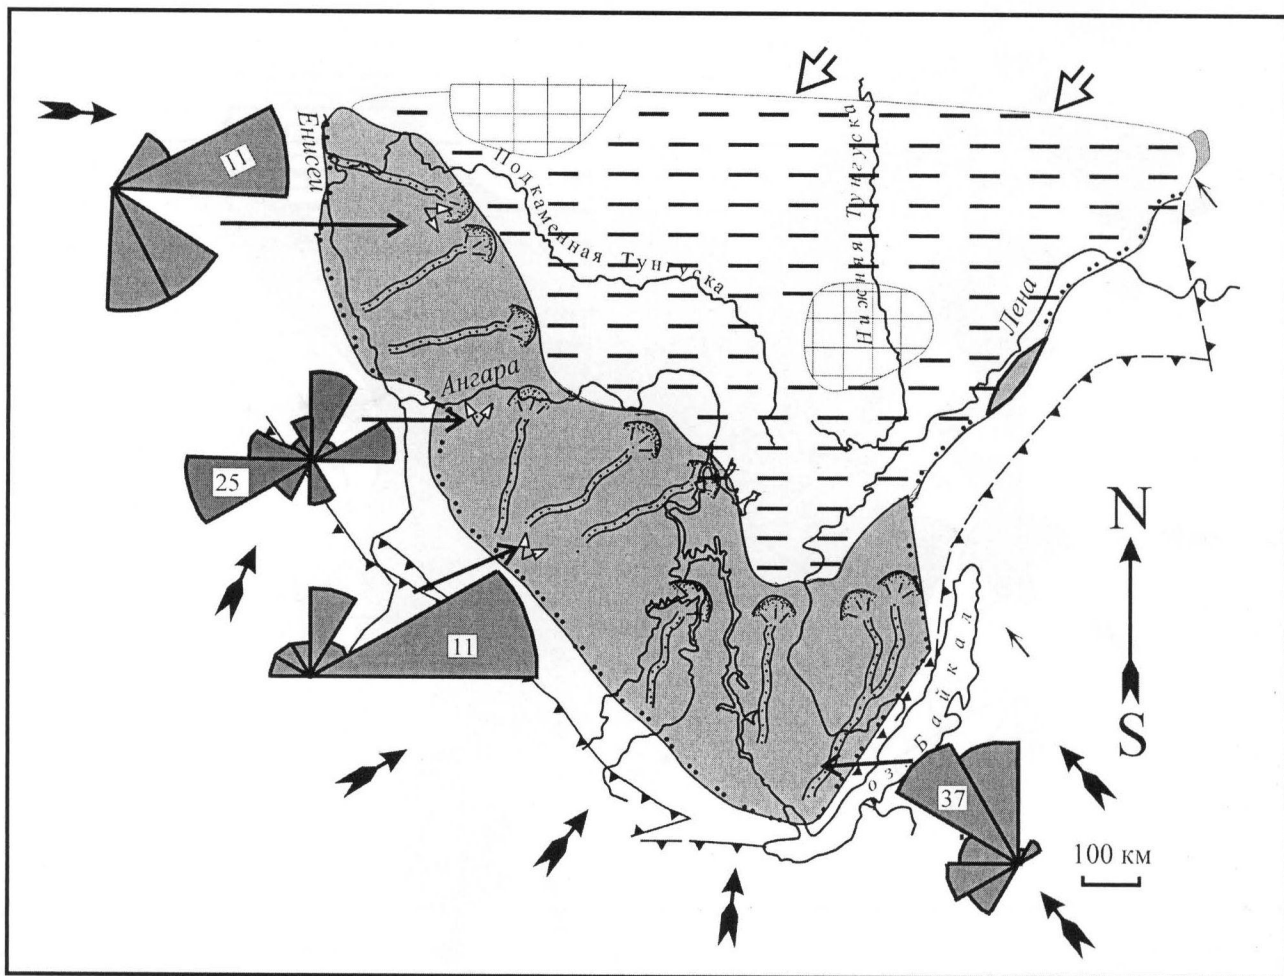 Енисей
11
Подкаменная Тунгуска
Нижняя Тунгуска
Лена
Ангара
25
11
N
S
оз. Байкал
37
100 км